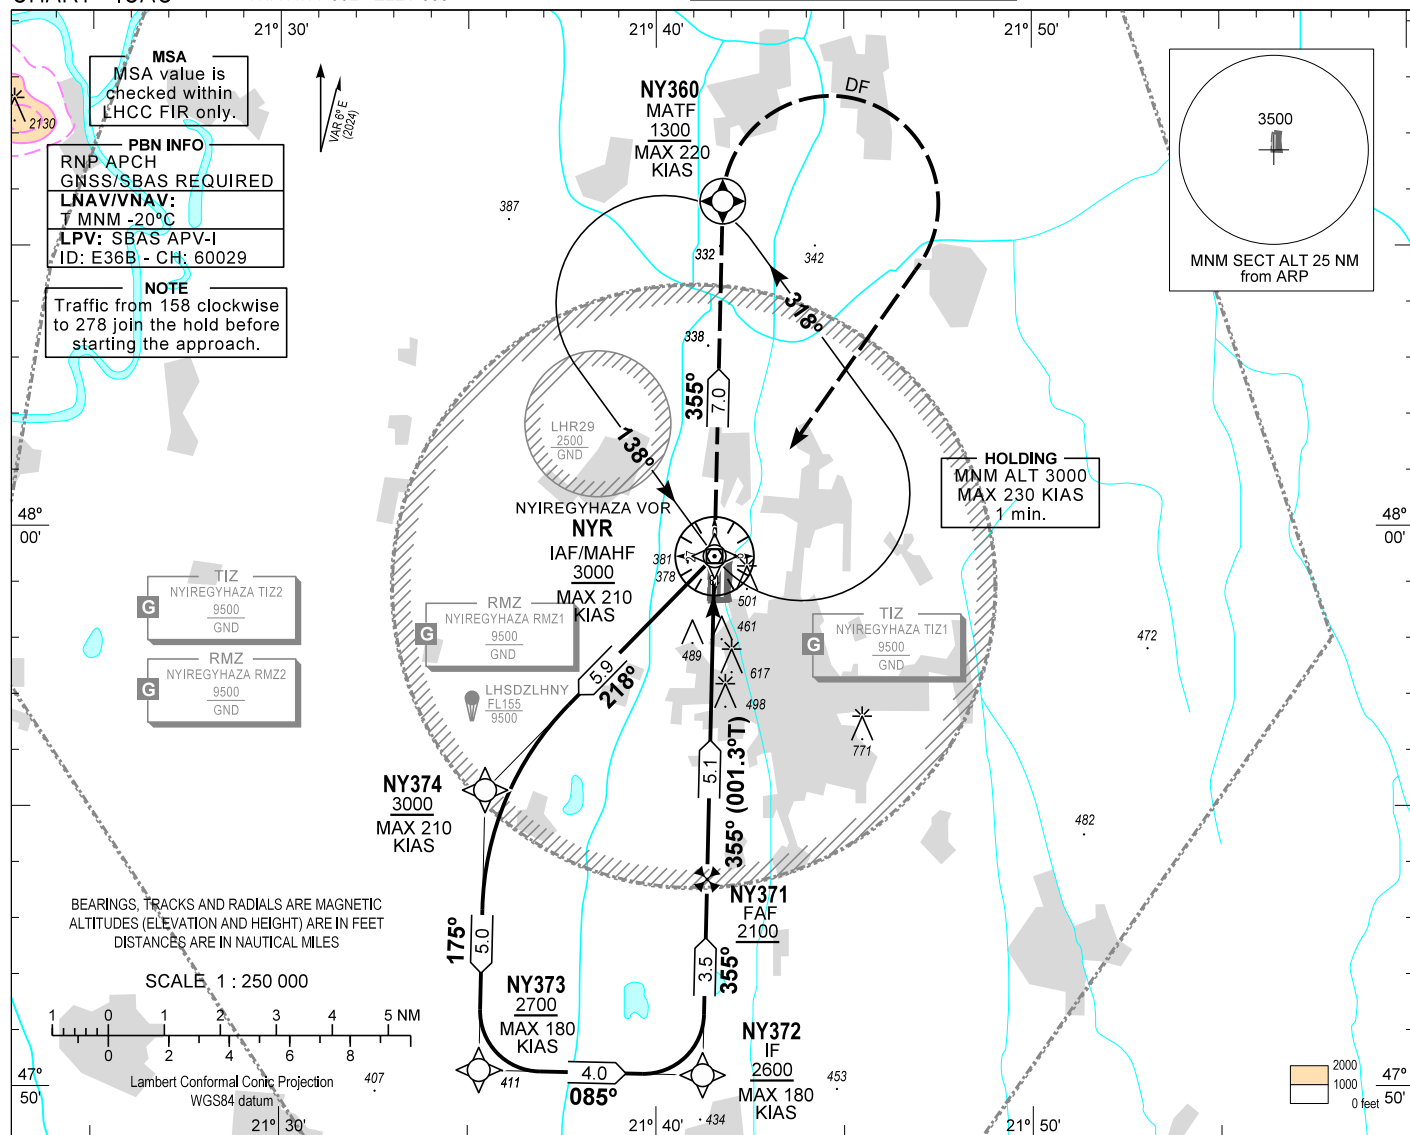 21° 30'
21° 40'
21° 50'
MSA
MSA value is
checked within
LHCC FIR only.
2130
VAR 6° E
(2024)
PBN INFO
RNP APCH
GNSS/SBAS REQUIRED
LNAV/VNAV:
T MNM -20°C
LPV: SBAS APV-I
ID: E36B - CH: 60029
NOTE
Traffic from 158 clockwise
to 278 join the hold before
starting the approach.
NY360
MATF
1300
MAX 220
KIAS
DF
3500
MNM SECT ALT 25 NM
from ARP
387
332
342
318°
338
355°
7.0
LHR29
2500
GND
138°
HOLDING
MNM ALT 3000
MAX 230 KIAS
1 min.
NYIREGYHAZA VOR
NYR
IAF/MAHF
3000
MAX 210
KIAS
48°
00'
48°
00'
381
378
501
461
489
617
498
771
472
482
TIZ
NYIREGYHAZA TIZ2
G
9500
GND
RMZ
NYIREGYHAZA RMZ2
G
9500
GND
RMZ
NYIREGYHAZA RMZ1
G
9500
GND
TIZ
NYIREGYHAZA TIZ1
G
9500
GND
5.9
218°
LHSDZLHNY
FL155
9500
NY374
3000
MAX 210
KIAS
5.1
355° (001.3°T)
NY371
FAF
2100
BEARINGS, TRACKS AND RADIALS ARE MAGNETIC
ALTITUDES (ELEVATION AND HEIGHT) ARE IN FEET
DISTANCES ARE IN NAUTICAL MILES
175°
5.0
3.5
355°
SCALE 1 : 250 000
1 0 1 2 3 4 5 NM
0 2 4 6 8
Lambert Conformal Conic Projection
WGS84 datum
NY373
2700
MAX 180
KIAS
NY372
IF
2600
MAX 180
KIAS
4.0
085°
407
411
434
453
2000
1000
0 feet
47°
50'
47°
50'
21° 30'
21° 40'
21° 50'